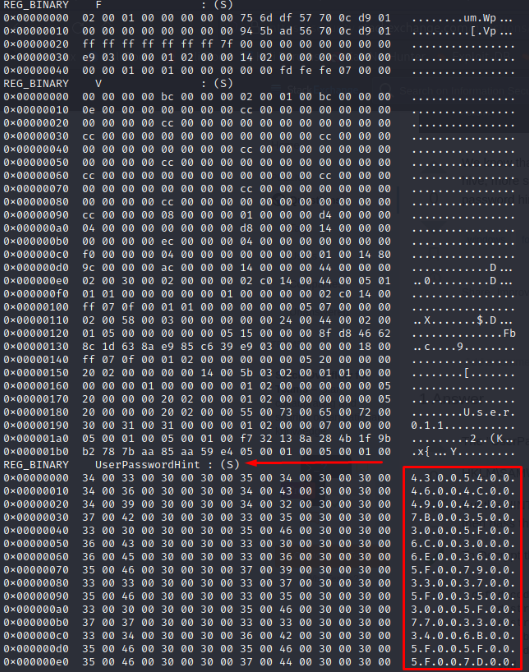 REG_BINARY F : (S)
0×00000000 02 00 01 00 00 00 00 00 75 6d df 57 70 0c d9 01 ........um.Wp...
0×00000010 00 00 00 00 00 00 00 00 94 5b ad 56 70 0c d9 01 .........[.Vp...
0×00000020 ff ff ff ff ff ff ff 7f 00 00 00 00 00 00 00 00 ................
0×00000030 e9 03 00 00 01 02 00 00 14 02 00 00 00 00 00 00 ................
0×00000040 00 00 01 00 01 00 00 00 00 00 fd fe fe 07 00 00 ................
REG_BINARY V : (S)
0×00000000 00 00 00 00 bc 00 00 00 02 00 01 00 bc 00 00 00 ................
0×00000010 0e 00 00 00 00 00 00 00 cc 00 00 00 00 00 00 00 ................
0×00000020 00 00 00 00 cc 00 00 00 00 00 00 00 00 00 00 00 ................
0×00000030 cc 00 00 00 00 00 00 00 00 00 00 00 cc 00 00 00 ................
0×00000040 00 00 00 00 00 00 00 00 cc 00 00 00 00 00 00 00 ................
0×00000050 00 00 00 00 cc 00 00 00 00 00 00 00 00 00 00 00 ................
0×00000060 cc 00 00 00 00 00 00 00 00 00 00 00 cc 00 00 00 ................
0×00000070 00 00 00 00 00 00 00 00 cc 00 00 00 00 00 00 00 ................
0×00000080 00 00 00 00 cc 00 00 00 00 00 00 00 00 00 00 00 ................
0×00000090 cc 00 00 00 08 00 00 00 01 00 00 00 d4 00 00 00 ................
0×000000a0 04 00 00 00 00 00 00 00 d8 00 00 00 14 00 00 00 ................
0×000000b0 00 00 00 00 ec 00 00 00 04 00 00 00 00 00 00 00 ................
0×000000c0 f0 00 00 00 04 00 00 00 00 00 00 00 01 00 14 80 ................
0×000000d0 9c 00 00 00 ac 00 00 00 14 00 00 00 44 00 00 00 ............D...
0×000000e0 02 00 30 00 02 00 00 00 02 c0 14 00 44 00 05 01 ..0.........D...
0×000000f0 01 01 00 00 00 00 00 01 00 00 00 00 02 c0 14 00 ................
0×00000100 ff 07 0f 00 01 01 00 00 00 00 00 05 07 00 00 00 ................
0×00000110 02 00 58 00 03 00 00 00 00 00 24 00 44 00 02 00 ..X.......$.D...
0×00000120 01 05 00 00 00 00 00 05 15 00 00 00 8f d8 46 62 ..............Fb
0×00000130 8c 1d 63 8a e9 85 c6 39 e9 03 00 00 00 00 18 00 ..c....9........
0×00000140 ff 07 0f 00 01 02 00 00 00 00 00 05 20 00 00 00 ............ ...
0×00000150 20 02 00 00 00 00 14 00 5b 03 02 00 01 01 00 00  .......[.......
0×00000160 00 00 00 01 00 00 00 00 01 02 00 00 00 00 00 05 ................
0×00000170 20 00 00 00 20 02 00 00 01 02 00 00 00 00 00 05  ... ...........
0×00000180 20 00 00 00 20 02 00 00 55 00 73 00 65 00 72 00  ... ...U.s.e.r.
0×00000190 30 00 31 00 31 00 00 00 01 02 00 00 07 00 00 00 0.1.1...........
0×000001a0 05 00 01 00 05 00 01 00 f7 32 13 8a 28 4b 1f 9b .........2..(K..
0×000001b0 b2 78 7b aa 85 aa 59 e4 05 00 01 00 05 00 01 00 .x{...Y.........
REG_BINARY UserPasswordHint : (S)
0×00000000 34 00 33 00 30 00 30 00 35 00 34 00 30 00 30 00 4.3.0.0.5.4.0.0.
0×00000010 34 00 36 00 30 00 30 00 34 00 43 00 30 00 30 00 4.6.0.0.4.C.0.0.
0×00000020 34 00 39 00 30 00 30 00 34 00 32 00 30 00 30 00 4.9.0.0.4.2.0.0.
0×00000030 37 00 42 00 30 00 30 00 33 00 35 00 30 00 30 00 7.B.0.0.3.5.0.0.
0×00000040 33 00 30 00 30 00 30 00 35 00 46 00 30 00 30 00 3.0.0.0.5.F.0.0.
0×00000050 36 00 43 00 30 00 30 00 33 00 30 00 30 00 30 00 6.C.0.0.3.0.0.0.
0×00000060 36 00 45 00 30 00 30 00 33 00 36 00 30 00 30 00 6.E.0.0.3.6.0.0.
0×00000070 35 00 46 00 30 00 30 00 37 00 39 00 30 00 30 00 5.F.0.0.7.9.0.0.
0×00000080 33 00 33 00 30 00 30 00 33 00 37 00 30 00 30 00 3.3.0.0.3.7.0.0.
0×00000090 35 00 46 00 30 00 30 00 33 00 35 00 30 00 30 00 5.F.0.0.3.5.0.0.
0×000000a0 33 00 30 00 30 00 30 00 35 00 46 00 30 00 30 00 3.0.0.0.5.F.0.0.
0×000000b0 37 00 37 00 30 00 30 00 33 00 33 00 30 00 30 00 7.7.0.0.3.3.0.0.
0×000000c0 33 00 34 00 30 00 30 00 36 00 42 00 30 00 30 00 3.4.0.0.6.B.0.0.
0×000000d0 35 00 46 00 30 00 30 00 35 00 46 00 30 00 30 00 5.F.0.0.5.F.0.0.
0×000000e0 35 00 46 00 30 00 30 00 37 00 44 00 30 00 30 00 5.F.0.0.7.D.0.0.